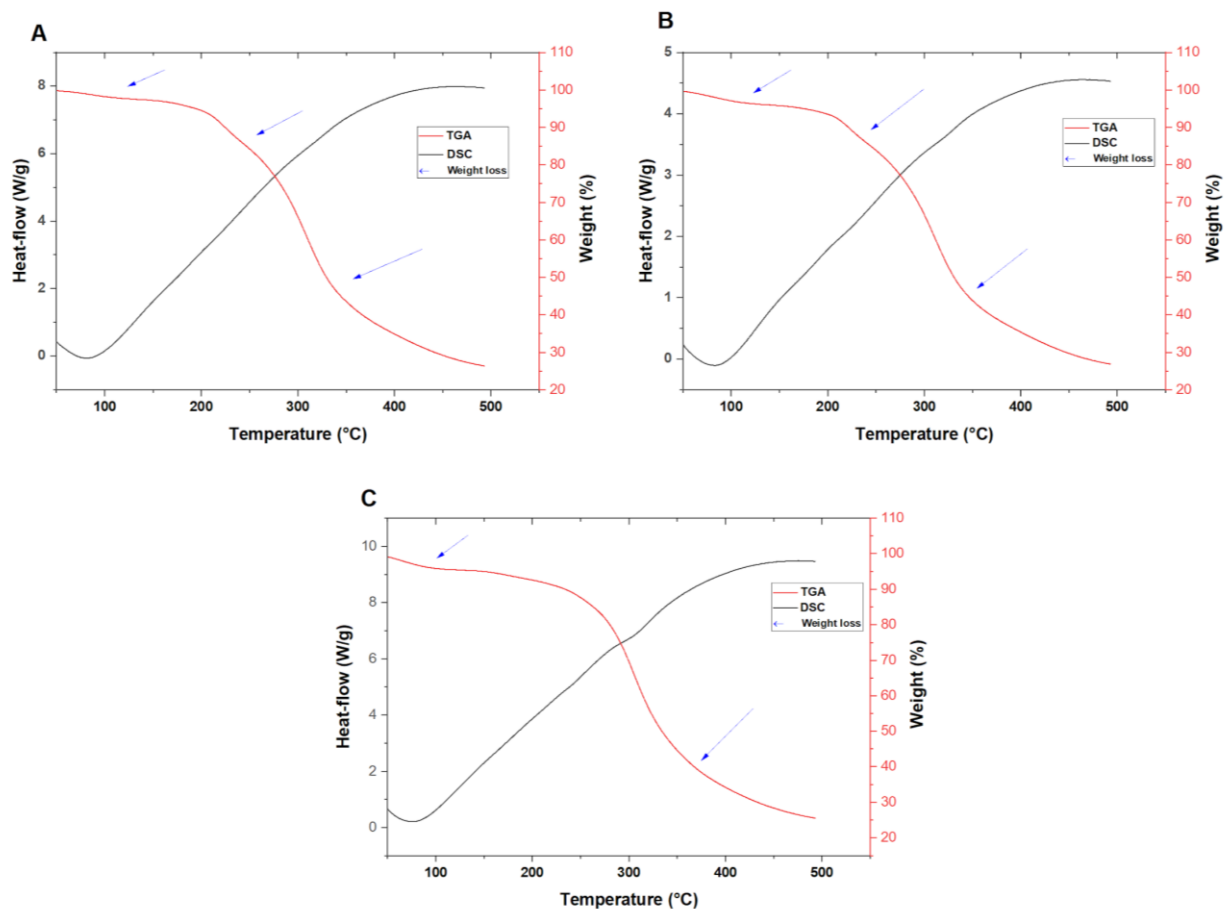 A
8
6
4
2
0
Heat-flow (W/g)
110
100
90
80
70
60
50
40
30
20
Weight (%)
TGA
DSC
Weight loss
100 200 300 400 500
Temperature (°C)
B
5
4
3
2
1
0
Heat-flow (W/g)
110
100
90
80
70
60
50
40
30
20
Weight (%)
TGA
DSC
Weight loss
100 200 300 400 500
Temperature (°C)
C
10
8
6
4
2
0
Heat-flow (W/g)
110
100
90
80
70
60
50
40
30
20
Weight (%)
TGA
DSC
Weight loss
100 200 300 400 500
Temperature (°C)